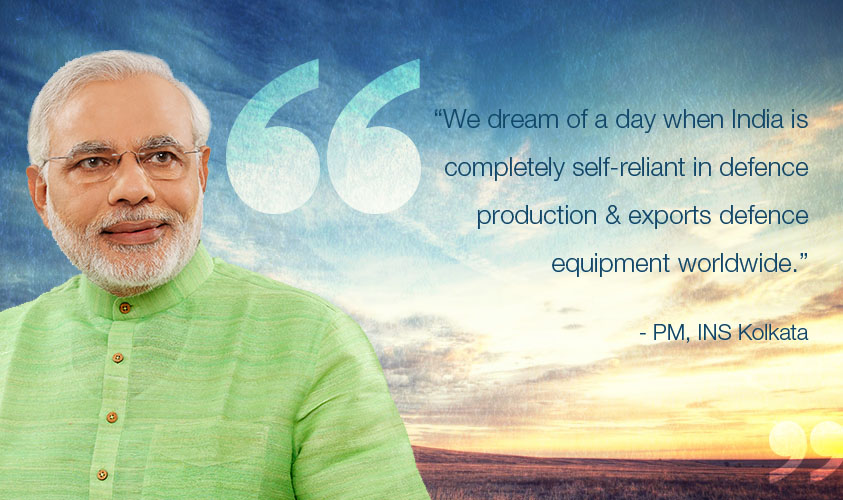 “We dream of a day when India is
completely self-reliant in defence
production & exports defence
equipment worldwide.”
- PM, INS Kolkata